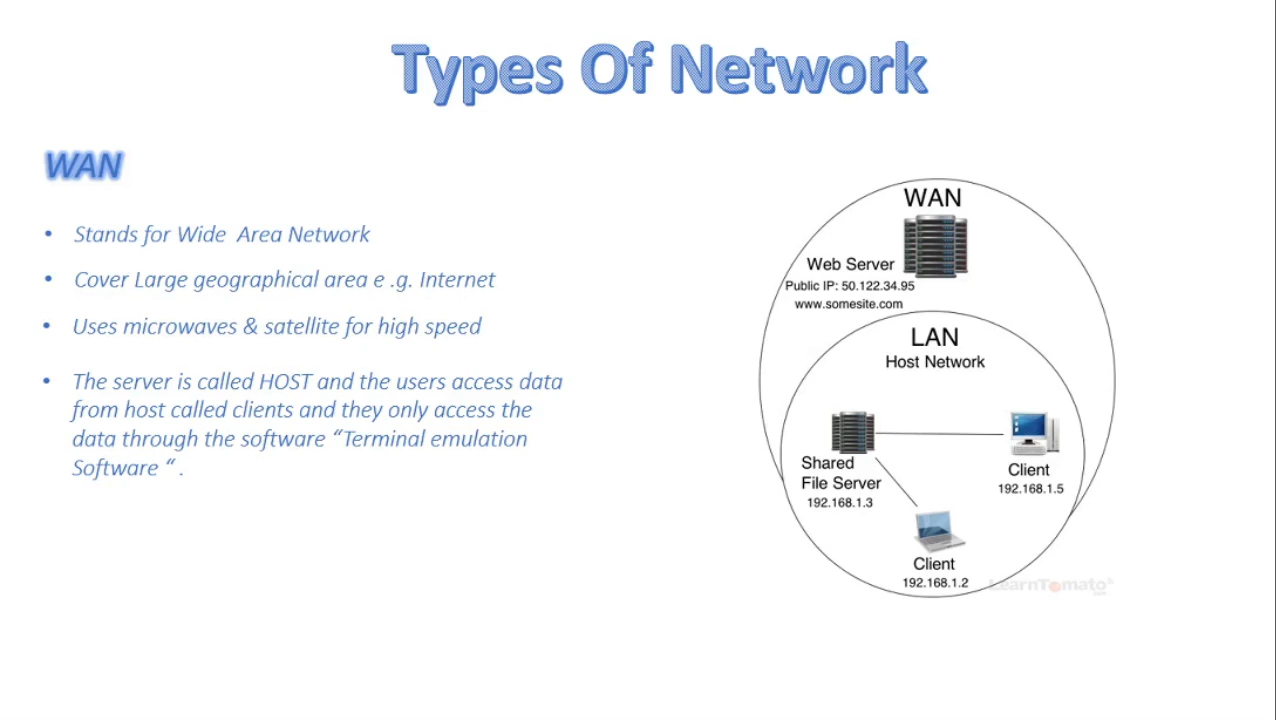 Types Of Network
WAN
• Stands for Wide Area Network
• Cover Large geographical area e .g. Internet
• Uses microwaves & satellite for high speed
• The server is called HOST and the users access data
from host called clients and they only access the
data through the software “Terminal emulation
Software “ .
WAN
Web Server
Public IP: 50.122.34.95
www.somesite.com
LAN
Host Network
Shared
File Server
192.168.1.3
Client
192.168.1.5
Client
192.168.1.2
LearnTomato